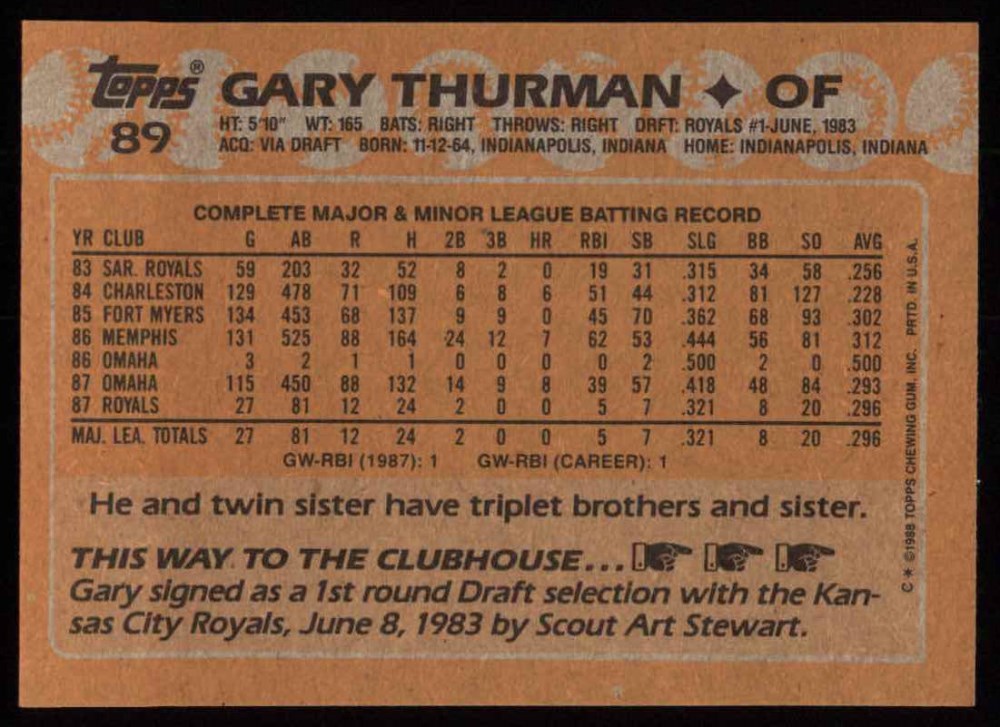 topps® GARY THURMAN ✦ OF
89 HT: 5'10" WT: 165 BATS: RIGHT THROWS: RIGHT DRFT: ROYALS #1-JUNE, 1983
ACQ: VIA DRAFT BORN: 11-12-64, INDIANAPOLIS, INDIANA HOME: INDIANAPOLIS, INDIANA
COMPLETE MAJOR & MINOR LEAGUE BATTING RECORD
YR CLUB G AB R H 2B 3B HR RBI SB SLG BB SO AVG
83 SAR. ROYALS 59 203 32 52 8 2 0 19 31 .315 34 58 .256
84 CHARLESTON 129 478 71 109 6 8 6 51 44 .312 81 127 .228
85 FORT MYERS 134 453 68 137 9 9 0 45 70 .362 68 93 .302
86 MEMPHIS 131 525 88 164 24 12 7 62 53 .444 56 81 .312
86 OMAHA 3 2 1 1 0 0 0 0 2 .500 2 0 .500
87 OMAHA 115 450 88 132 14 9 8 39 57 .418 48 84 .293
87 ROYALS 27 81 12 24 2 0 0 5 7 .321 8 20 .296
MAJ. LEA. TOTALS 27 81 12 24 2 0 0 5 7 .321 8 20 .296
GW-RBI (1987): 1 GW-RBI (CAREER): 1
He and twin sister have triplet brothers and sister.
THIS WAY TO THE CLUBHOUSE...
Gary signed as a 1st round Draft selection with the Kan-
sas City Royals, June 8, 1983 by Scout Art Stewart.
C * ©1988 TOPPS CHEWING GUM, INC. PRTD. IN U.S.A.